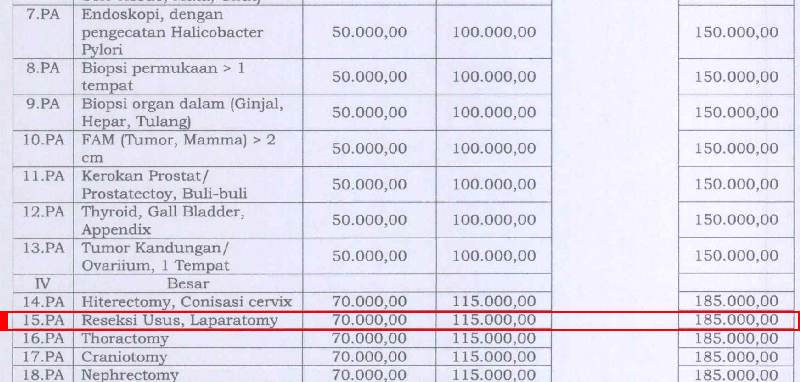 7.PA Endoskopi, dengan
pengecatan Halicobacter 50.000,00 100.000,00 150.000,00
Pylori
8.PA Biopsi permukaan > 1
tempat 50.000,00 100.000,00 150.000,00
9.PA Biopsi organ dalam (Ginjal,
Hepar, Tulang) 50.000,00 100.000,00 150.000,00
10.PA FAM (Tumor, Mamma) > 2
cm 50.000,00 100.000,00 150.000,00
11.PA Kerokan Prostat/
Prostatectoy, Buli-buli 50.000,00 100.000,00 150.000,00
12.PA Thyroid, Gall Bladder,
Appendix 50.000,00 100.000,00 150.000,00
13.PA Tumor Kandungan/
Ovariium, 1 Tempat 50.000,00 100.000,00 150.000,00
IV Besar
14.PA Hiterectomy, Conisasi cervix 70.000,00 115.000,00 185.000,00
15.PA Reseksi Usus, Laparatomy 70.000,00 115.000,00 185.000,00
16.PA Thoractomy 70.000,00 115.000,00 185.000,00
17.PA Craniotomy 70.000,00 115.000,00 185.000,00
18.PA Nephrectomy 70.000,00 115.000,00 185.000,00